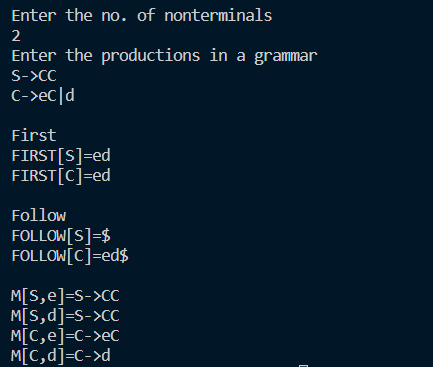 Enter the no. of nonterminals
2
Enter the productions in a grammar
S->CC
C->eC|d
First
FIRST[S]=ed
FIRST[C]=ed
Follow
FOLLOW[S]=$
FOLLOW[C]=ed$
M[S,e]=S->CC
M[S,d]=S->CC
M[C,e]=C->eC
M[C,d]=C->d